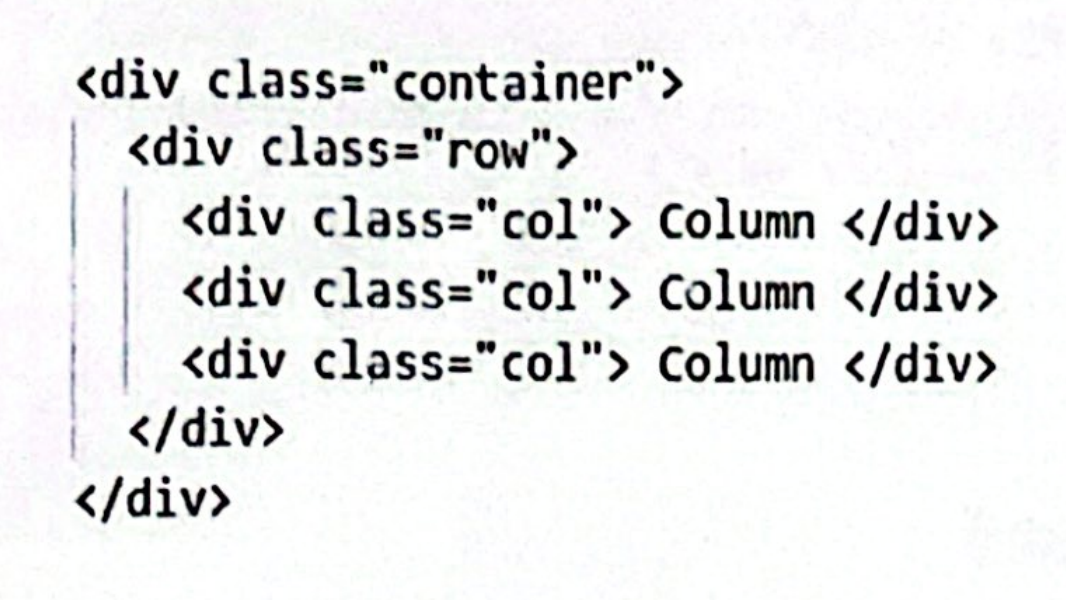 <div class="container">
<div class="row">
<div class="col"> Column </div>
<div class="col"> Column </div>
<div class="col"> Column </div>
</div>
</div>